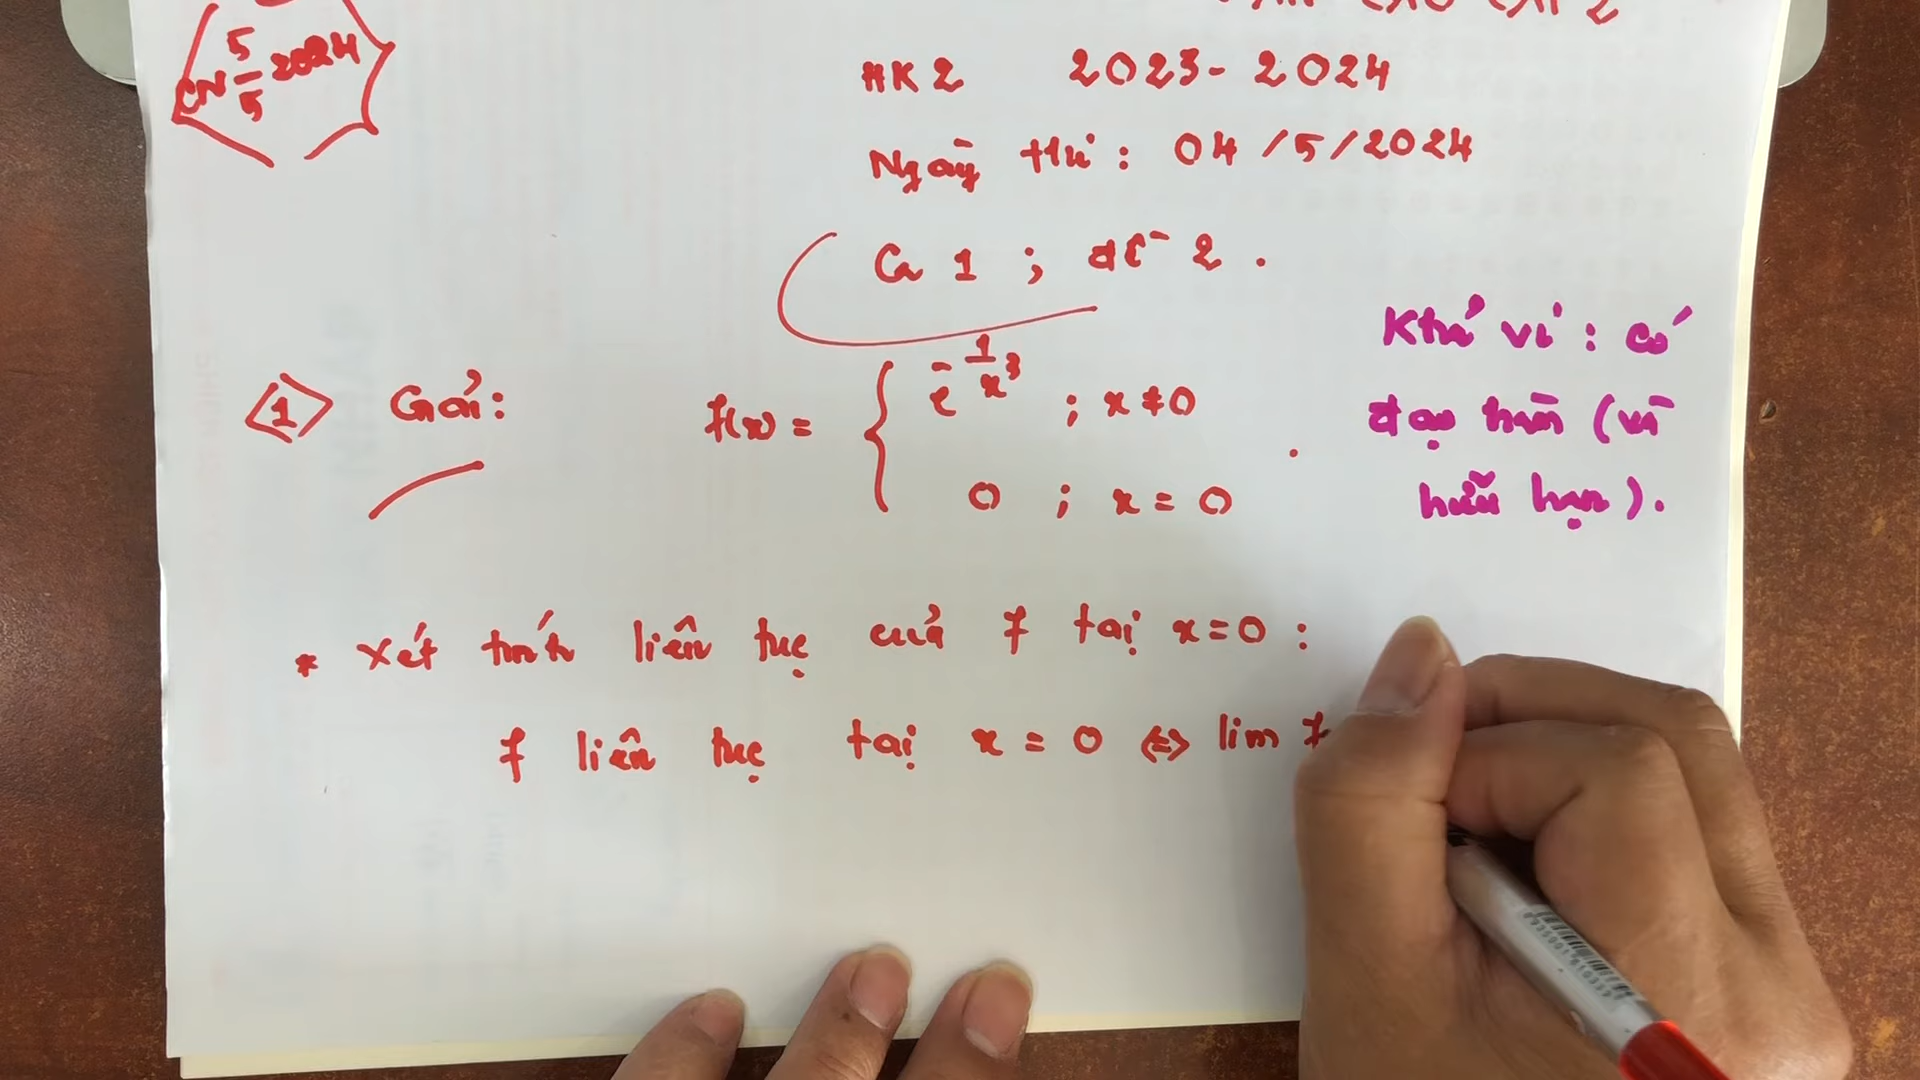 CN 5/5 2024
HK2 2023-2024
Ngày thi: 04/5/2024
Ca 1 ; đề 2.
1 Giải: f(x) = { e^-1/x³ ; x≠0
0 ; x=0
Khả vi: có
đạo hàm (và
hữu hạn).
* Xét tính liên tục của f tại x=0 :
f liên tục tại x = 0 <=> lim f